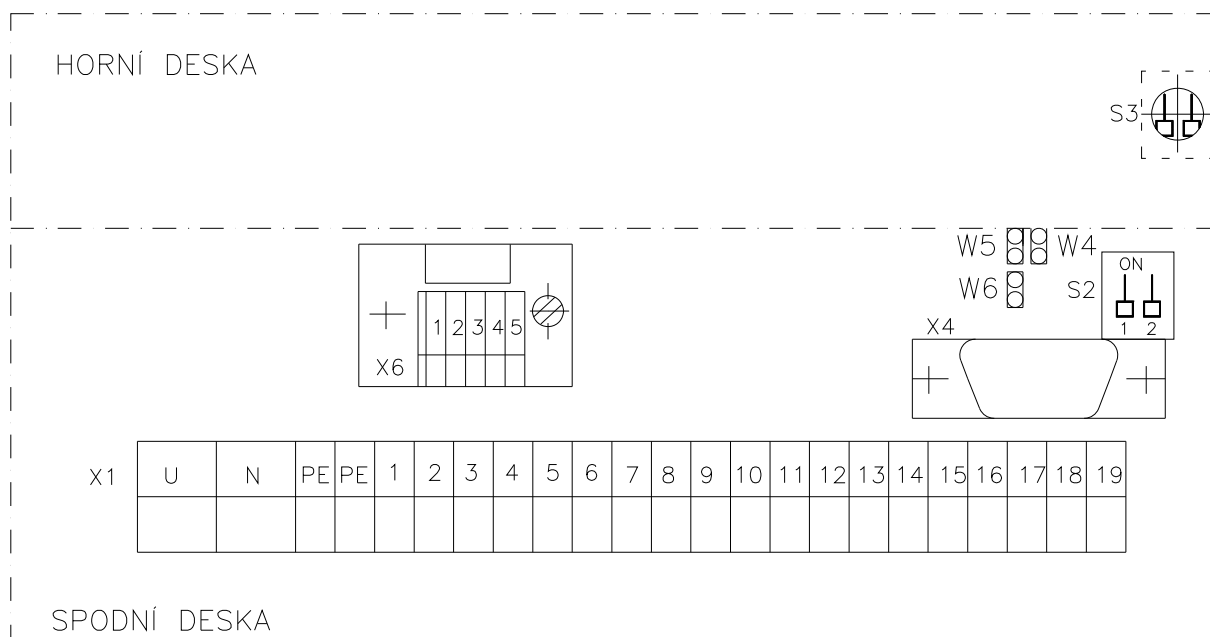 HORNÍ DESKA
S3
W5 W4
ON
W6 S2
1 2
X4
1 2 3 4 5
X6
X1 U N PE PE 1 2 3 4 5 6 7 8 9 10 11 12 13 14 15 16 17 18 19
SPODNÍ DESKA